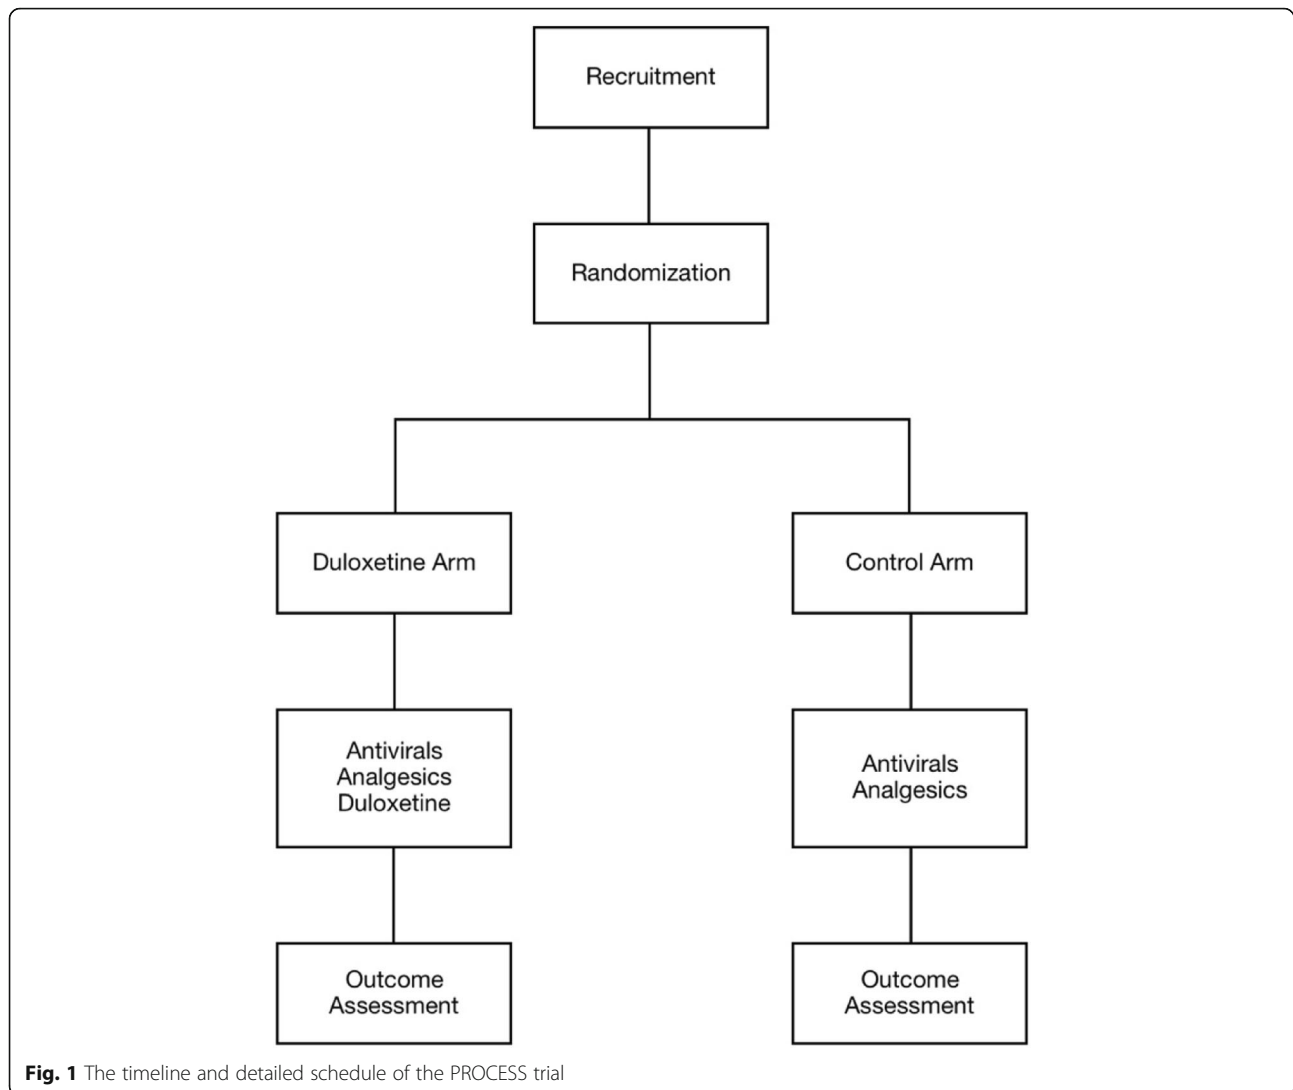 Recruitment
Randomization
Duloxetine Arm
Control Arm
Antivirals
Analgesics
Duloxetine
Antivirals
Analgesics
Outcome
Assessment
Outcome
Assessment
Fig. 1 The timeline and detailed schedule of the PROCESS trial